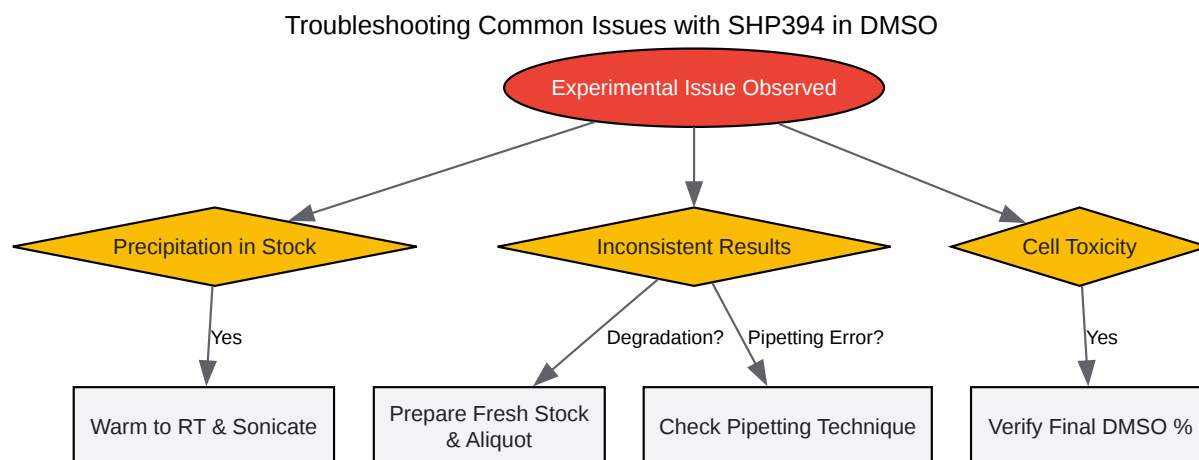 Troubleshooting Common Issues with SHP394 in DMSO
Experimental Issue Observed
Precipitation in Stock
Inconsistent Results
Cell Toxicity
Yes
Degradation?
Pipetting Error?
Yes
Warm to RT & Sonicate
Prepare Fresh Stock
& Aliquot
Check Pipetting Technique
Verify Final DMSO %